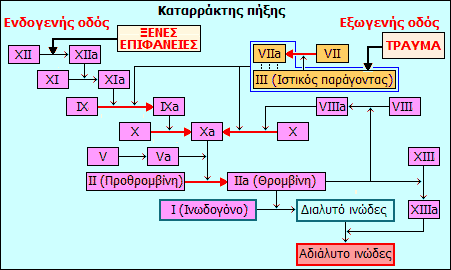 Καταρράκτης πήξης
Ενδογενής οδός
Εξωγενής οδός
ΞΕΝΕΣ
ΕΠΙΦΑΝΕΙΕΣ
ΤΡΑΥΜΑ
XII
XIIa
VIIa
VII
XI
XIa
III (Ιστικός παράγοντας)
IX
IXa
VIIIa
VIII
X
Xa
X
V
Va
XIII
II (Προθρομβίνη)
IIa (Θρομβίνη)
I (Ινωδογόνο)
Διαλυτό ινώδες
XIIIa
Αδιάλυτο ινώδες